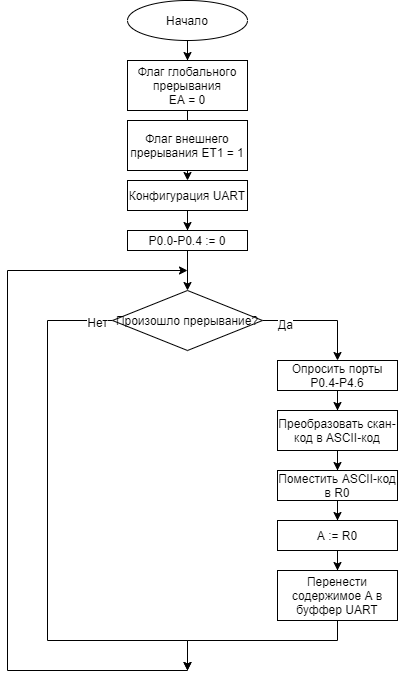 Начало
Флаг глобального
прерывания
EA = 0
Флаг внешнего
прерывания ET1 = 1
Конфигурация UART
P0.0-P0.4 := 0
Нет
Произошло прерывание?
Да
Опросить порты
P0.4-P4.6
Преобразовать скан-
код в ASCII-код
Поместить ASCII-код
в R0
A := R0
Перенести
содержимое А в
буффер UART